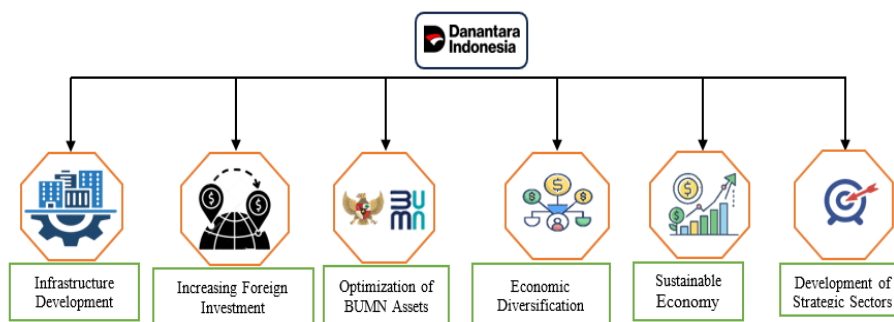 Danantara
Indonesia
BUMN
Infrastructure
Development
Increasing Foreign
Investment
Optimization of
BUMN Assets
Economic
Diversification
Sustainable
Economy
Development of
Strategic Sectors